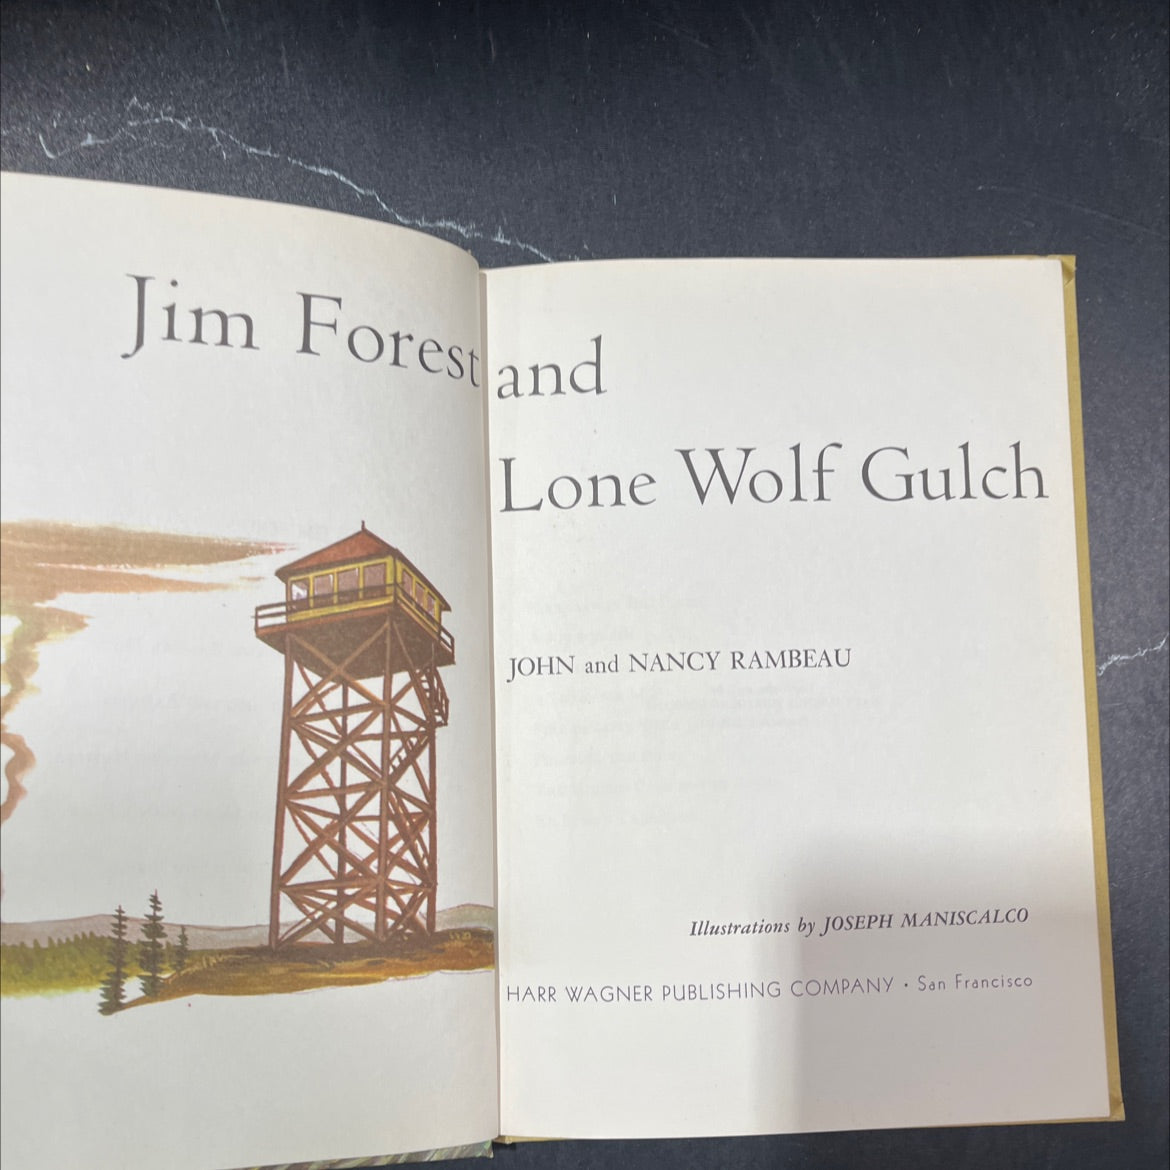 Jim Forest and
Lone Wolf Gulch
JOHN and NANCY RAMBEAU
Illustrations by JOSEPH MANISCALCO
HARR WAGNER PUBLISHING COMPANY · San Francisco